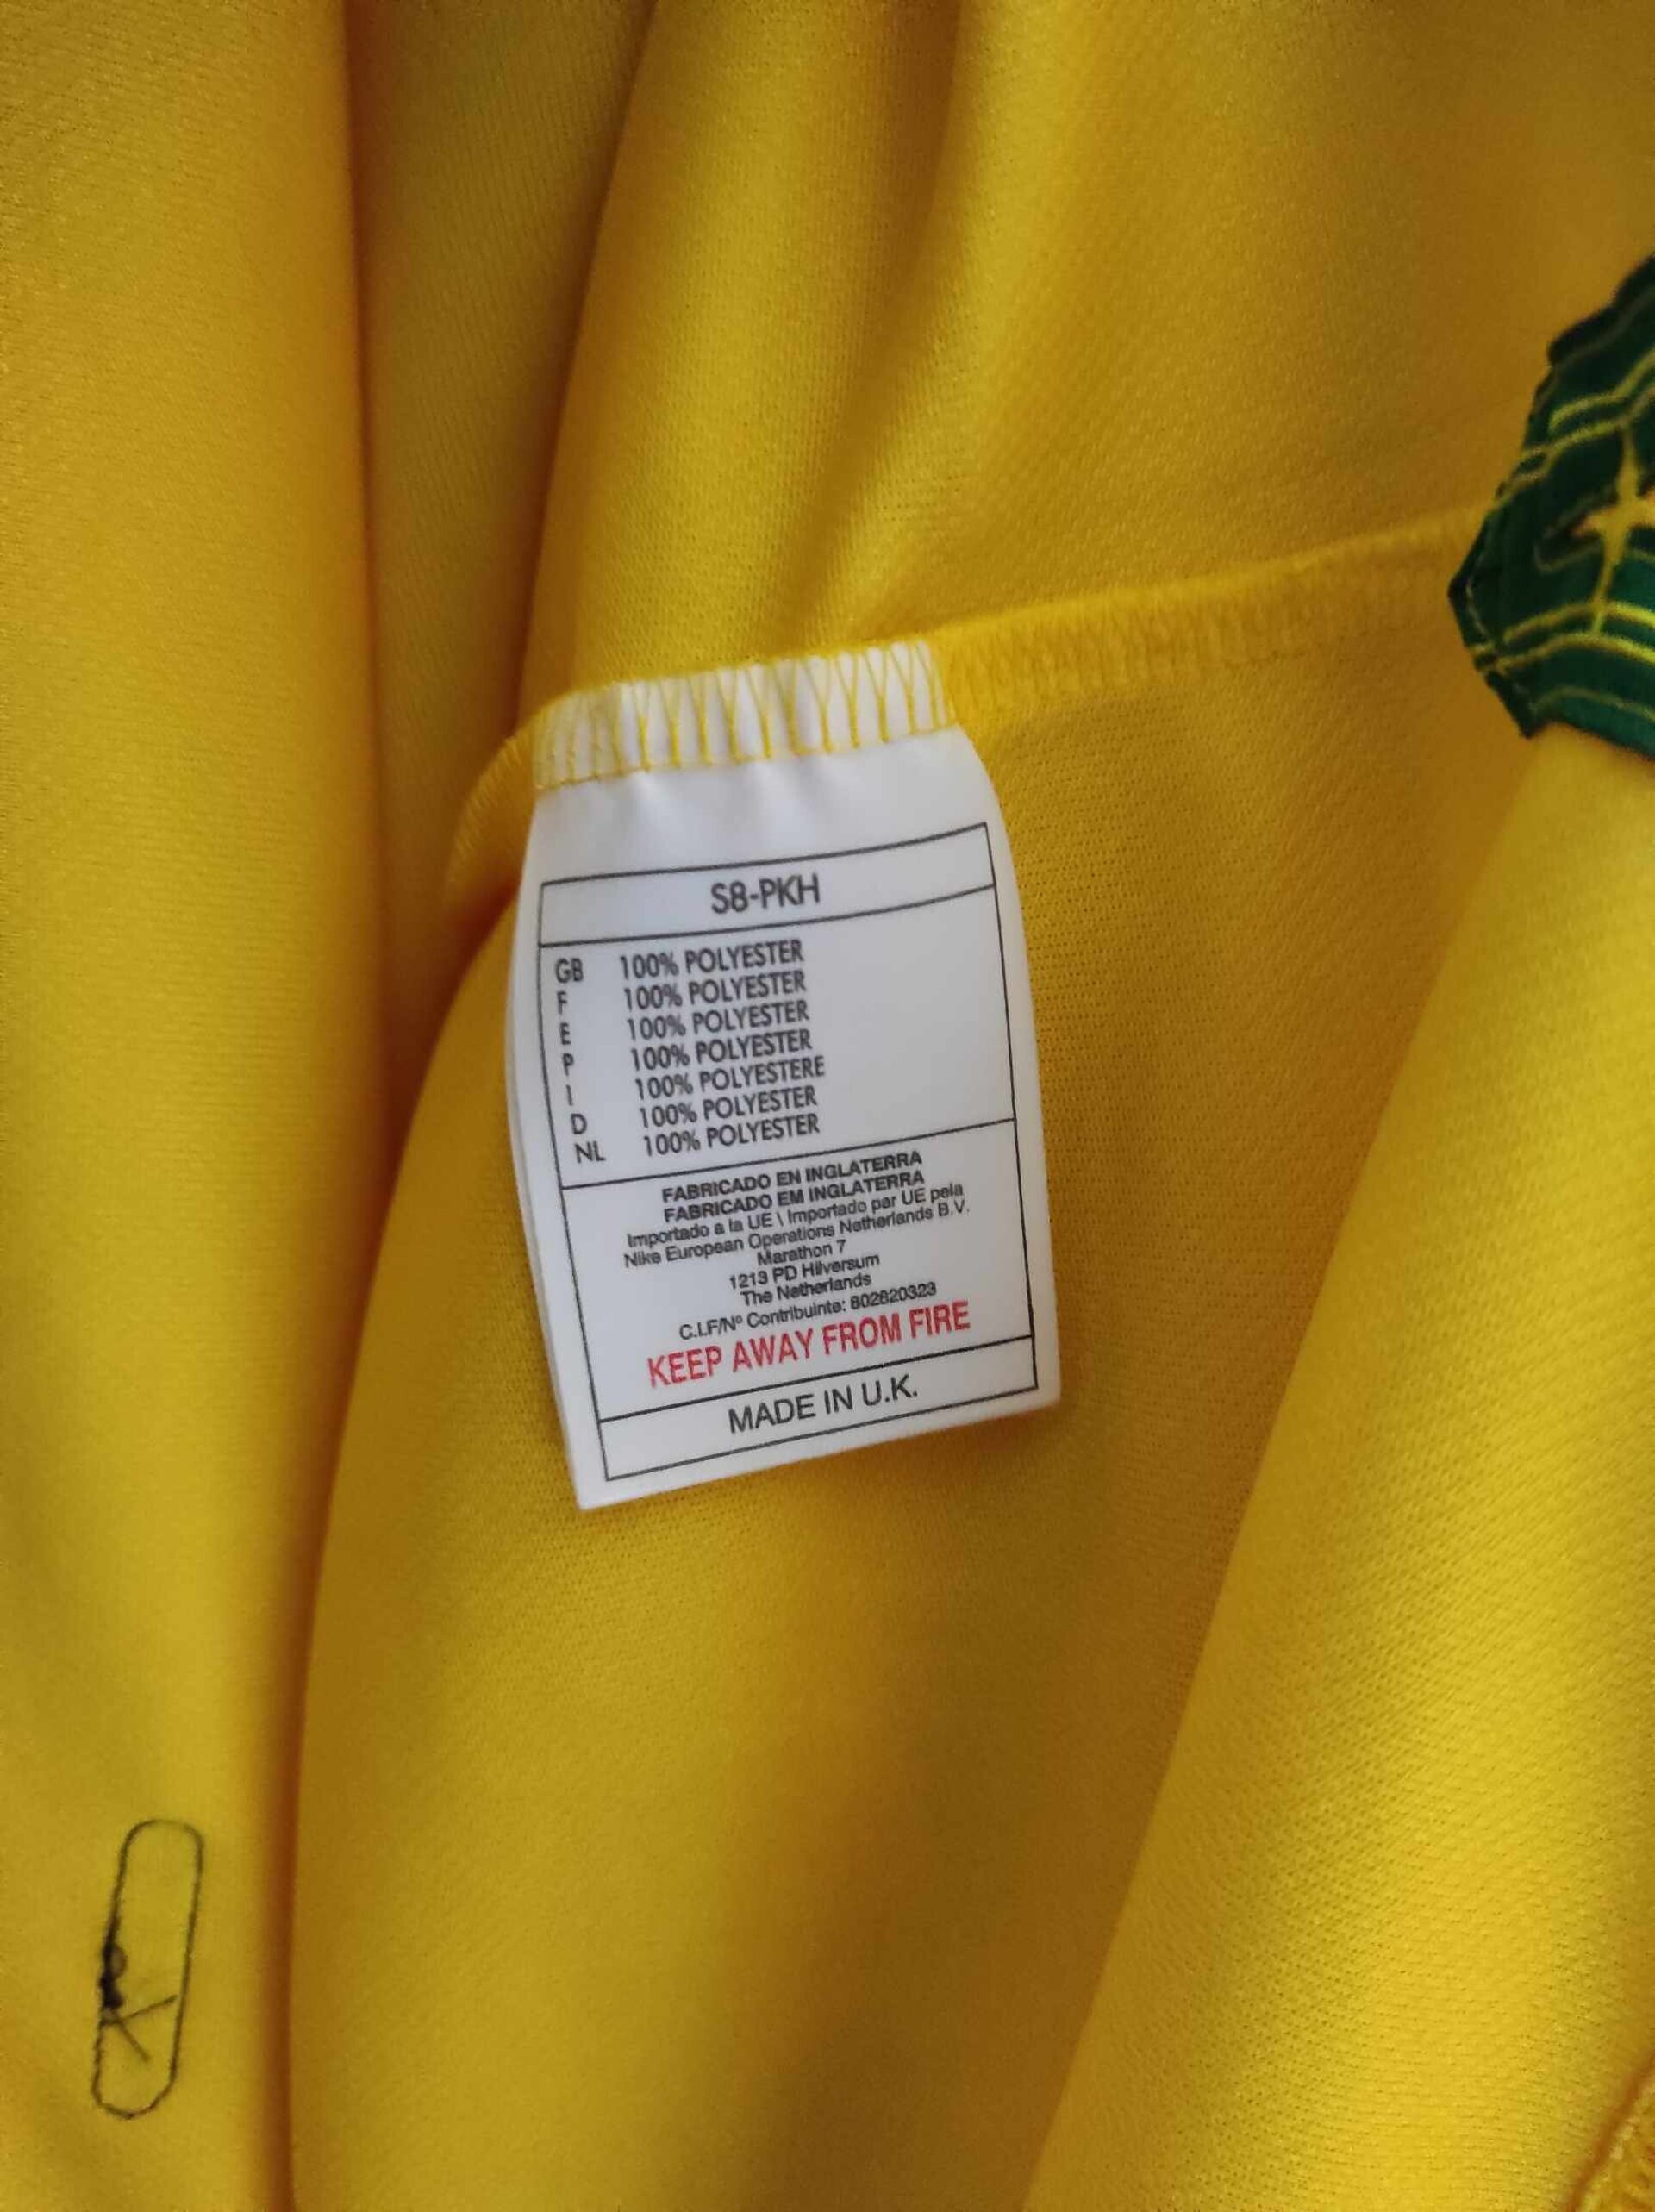 S8-PKH
GB 100% POLYESTER
F 100% POLYESTER
E 100% POLYESTER
P 100% POLYESTER
I 100% POLYESTERE
D 100% POLYESTER
NL 100% POLYESTER
FABRICADO EN INGLATERRA
FABRICADO EM INGLATERRA
Importado a la UE \ Importado par UE pela
Nike European Operations Netherlands B.V.
Marathon 7
1213 PD Hilversum
The Netherlands
C.I.F/Nº Contribuinte: 802820323
KEEP AWAY FROM FIRE
MADE IN U.K.